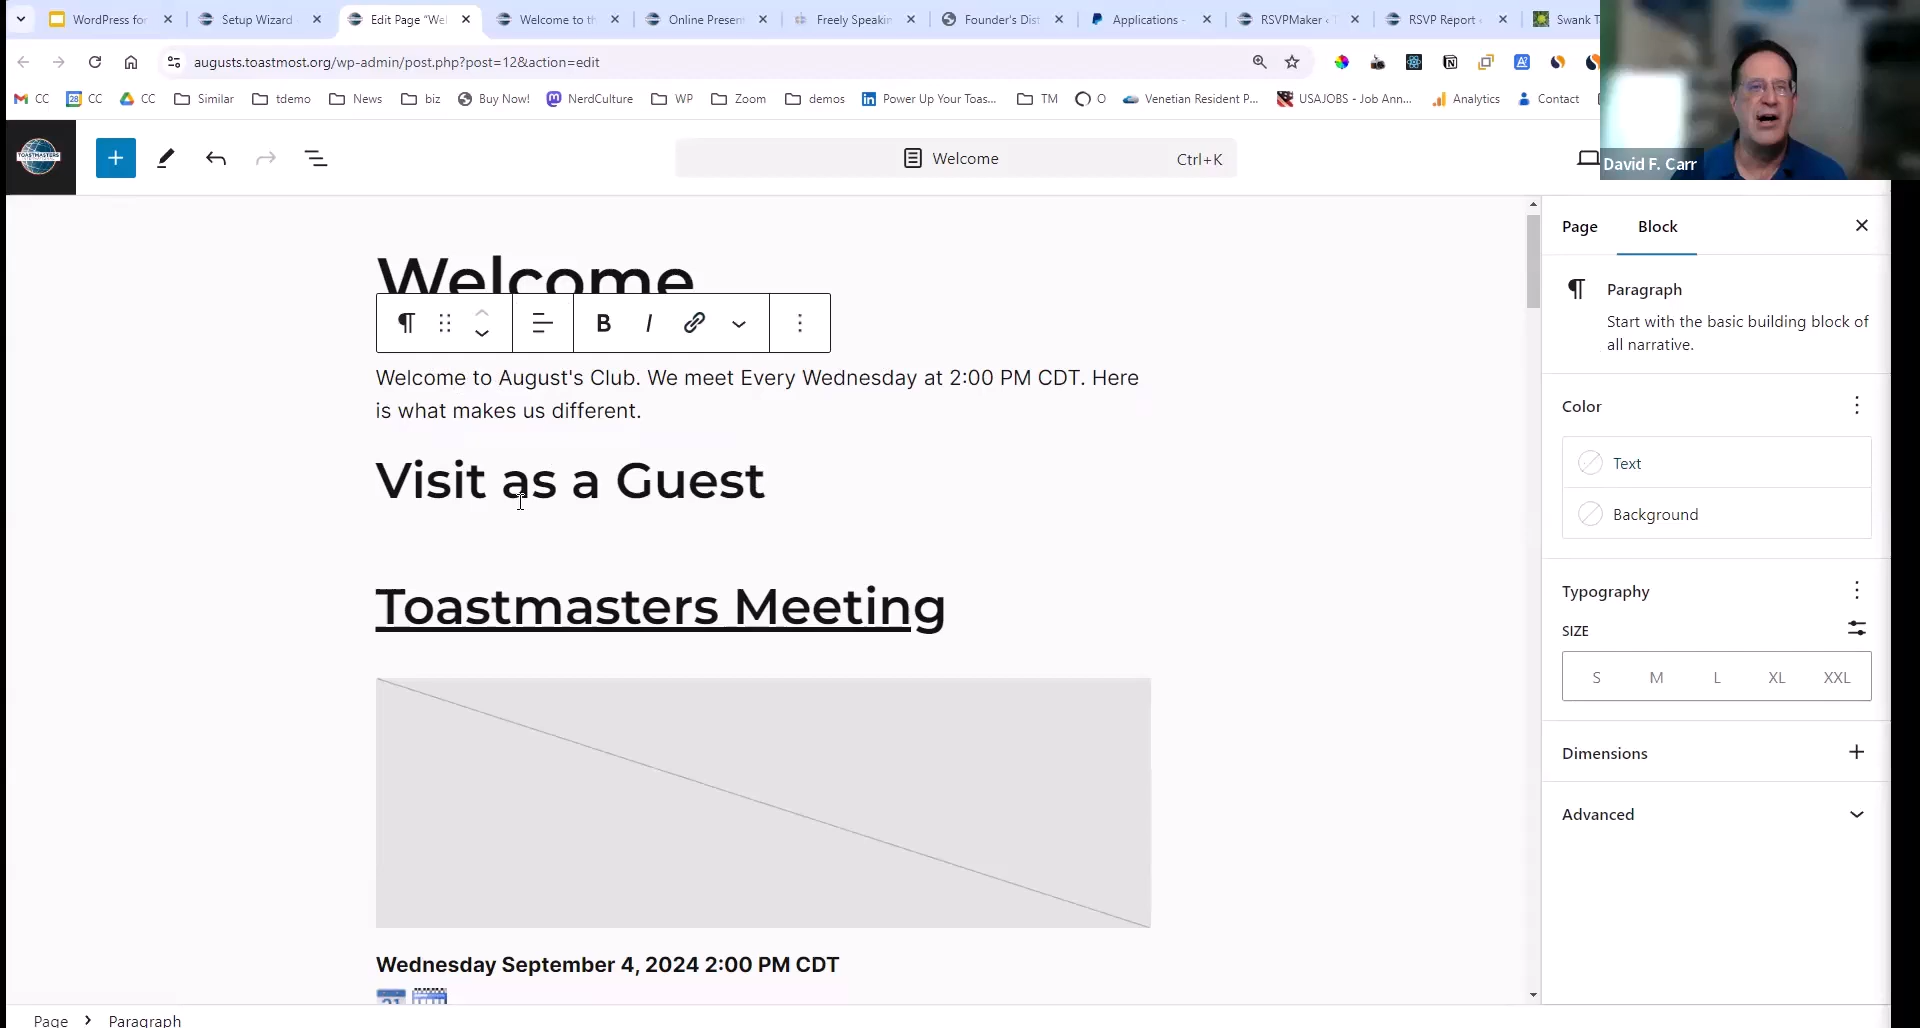 WordPress for
Setup Wizard
Edit Page “Wel
Welcome to th
Online Present
Freely Speakin
Founder's Dist
Applications -
RSVPMaker ‹ T
RSVP Report ‹
Swank T
augusts.toastmost.org/wp-admin/post.php?post=12&action=edit
CC
28 CC
CC
Similar
tdemo
News
biz
Buy Now!
NerdCulture
WP
Zoom
demos
Power Up Your Toas...
TM
O
Venetian Resident P...
USAJOBS - Job Ann...
Analytics
Contact
David F. Carr
TOASTMASTERS
Welcome
Ctrl+K
Page
Block
Welcome
Paragraph
Start with the basic building block of
all narrative.
B I
Welcome to August's Club. We meet Every Wednesday at 2:00 PM CDT. Here
is what makes us different.
Color
Text
Background
Visit as a Guest
Toastmasters Meeting
Typography
SIZE
S M L XL XXL
Dimensions
Advanced
Wednesday September 4, 2024 2:00 PM CDT
31
Page
Paragraph